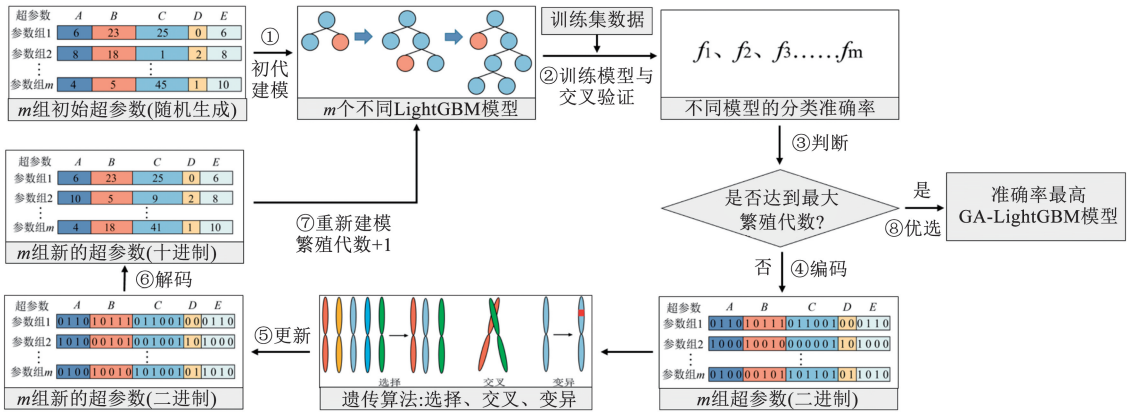 超参数 A B C D E
参数组1 6 23 25 0 6
参数组2 8 18 1 2 8
⋮ ⋮
参数组m 4 5 45 1 10
m组初始超参数(随机生成)
①
初代
建模
m个不同LightGBM模型
训练集数据
②训练模型与
交叉验证
f1、f2、f3……fm
不同模型的分类准确率
③判断
是否达到最大
繁殖代数?
是
⑧优选
准确率最高
GA-LightGBM模型
否
④编码
超参数 A B C D E
参数组1 0110 10111 011001 00 0110
参数组2 1000 10010 000001 10 1000
⋮ ⋮
参数组m 0100 00101 101101 01 1010
m组超参数(二进制)
选择 交叉 变异
遗传算法:选择、交叉、变异
⑤更新
超参数 A B C D E
参数组1 0110 10111 011001 00 0110
参数组2 1010 00101 001001 10 1000
⋮ ⋮
参数组m 0100 10010 101001 01 1010
m组新的超参数(二进制)
⑥解码
超参数 A B C D E
参数组1 6 23 25 0 6
参数组2 10 5 9 2 8
⋮ ⋮
参数组m 4 18 41 1 10
m组新的超参数(十进制)
⑦重新建模
繁殖代数+1